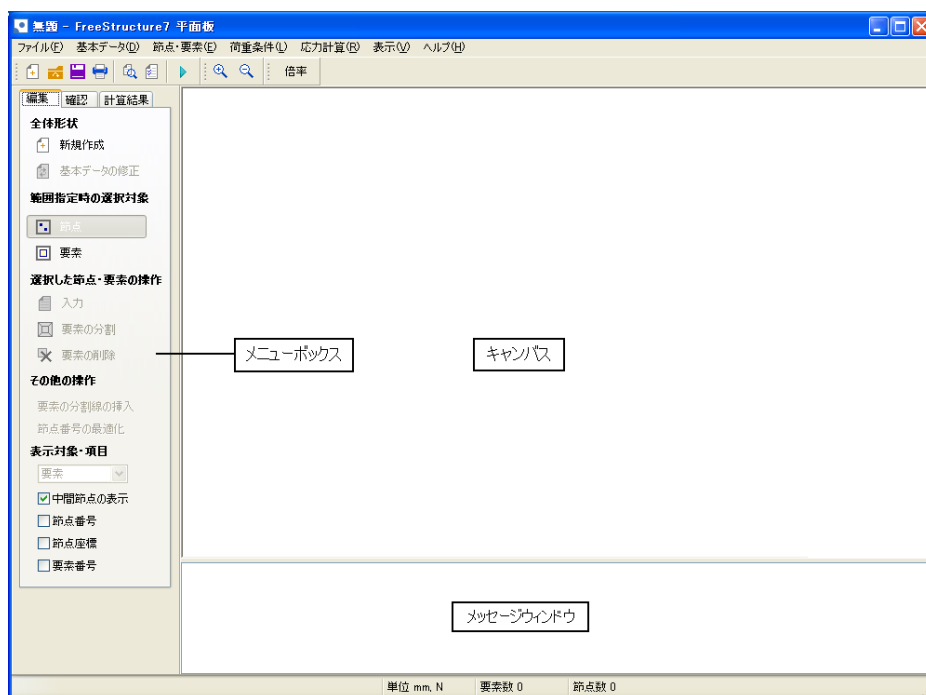 無題 - FreeStructure7 平面板
ファイル(F) 基本データ(D) 節点・要素(E) 荷重条件(L) 応力計算(R) 表示(V) ヘルプ(H)
倍率
編集 確認 計算結果
全体形状
新規作成
基本データの修正
範囲指定時の選択対象
節点
要素
選択した節点・要素の操作
入力
要素の分割
要素の削除
メニューボックス
キャンバス
その他の操作
要素の分割線の挿入
節点番号の最適化
表示対象・項目
要素
中間節点の表示
節点番号
節点座標
要素番号
メッセージウィンドウ
単位 mm, N 要素数 0 節点数 0